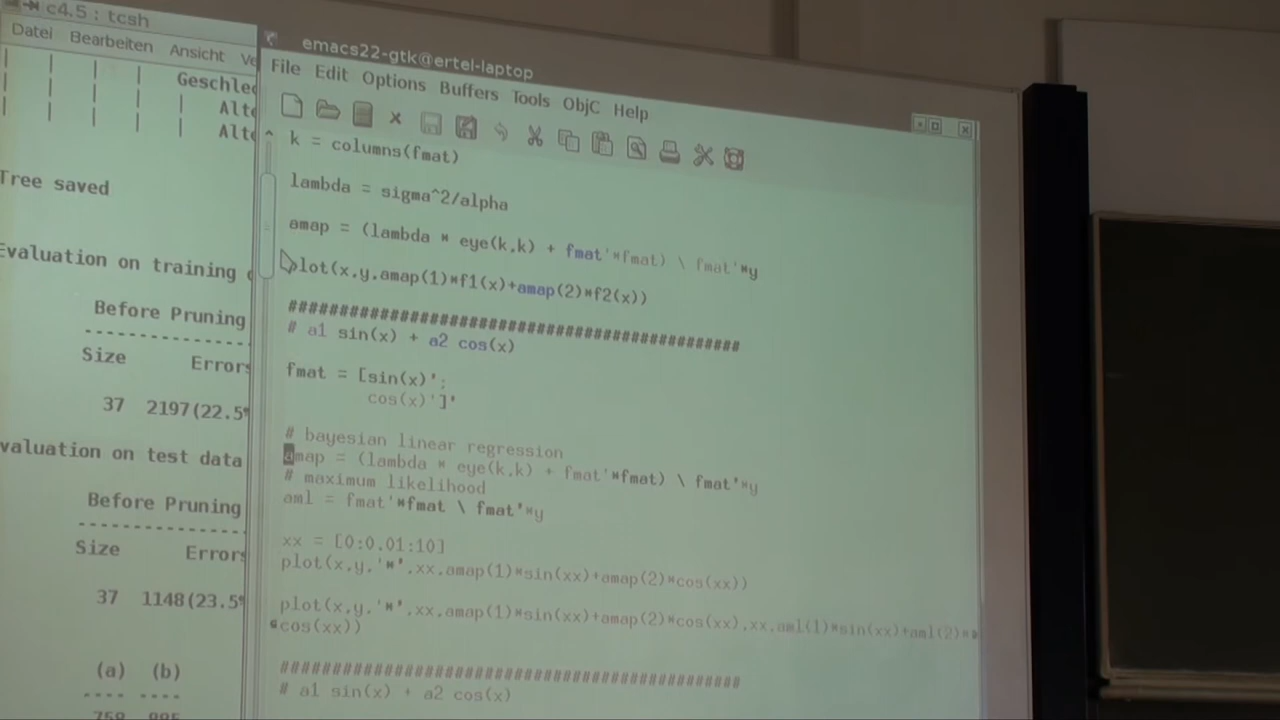 c4.5 : tcsh
Datei Bearbeiten Ansicht
Geschle
Alte
Alte
Tree saved
Evaluation on training
Before Pruning
----------------
Size Errors
37 2197(22.5%
valuation on test data
Before Pruning
----------------
Size Errors
37 1148(23.5%
(a) (b)
---- ----
emacs22-gtk@ertel-laptop
File Edit Options Buffers Tools ObjC Help
k = columns(fmat)
lambda = sigma^2/alpha
amap = (lambda * eye(k,k) + fmat'*fmat) \ fmat'*y
plot(x,y,amap(1)*f1(x)+amap(2)*f2(x))
############################################
# a1 sin(x) + a2 cos(x)
fmat = [sin(x)';
cos(x)']'
# bayesian linear regression
amap = (lambda * eye(k,k) + fmat'*fmat) \ fmat'*y
# maximum likelihood
aml = fmat'*fmat \ fmat'*y
xx = [0:0.01:10]
plot(x,y,'*',xx,amap(1)*sin(xx)+amap(2)*cos(xx))
plot(x,y,'*',xx,amap(1)*sin(xx)+amap(2)*cos(xx),xx,aml(1)*sin(xx)+aml(2)*
cos(xx))
############################################
# a1 sin(x) + a2 cos(x)